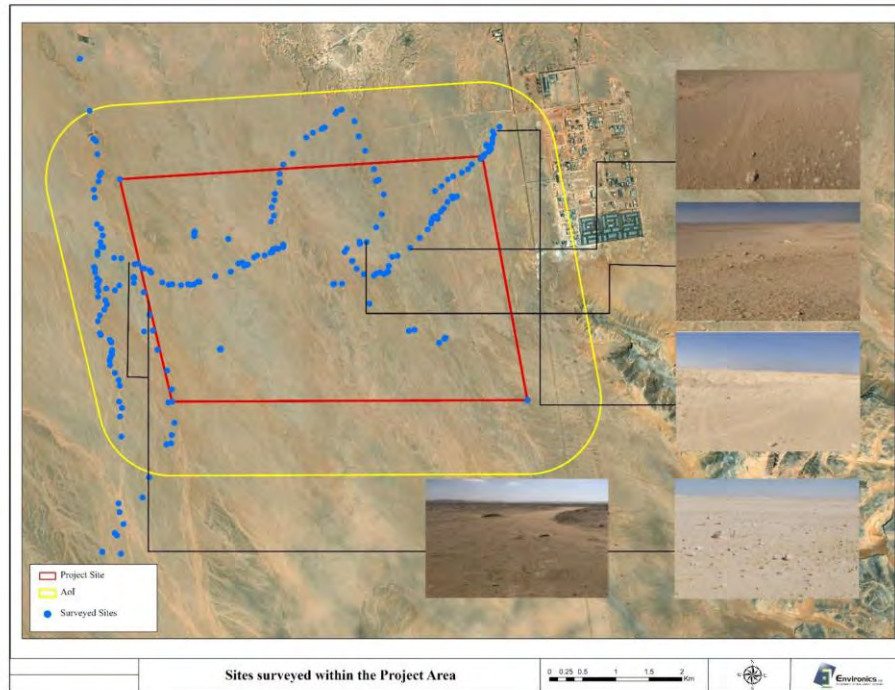 Project Site
AoI
Surveyed Sites
Sites surveyed within the Project Area
0 0.25 0.5 1 1.5 2
Km
Environics